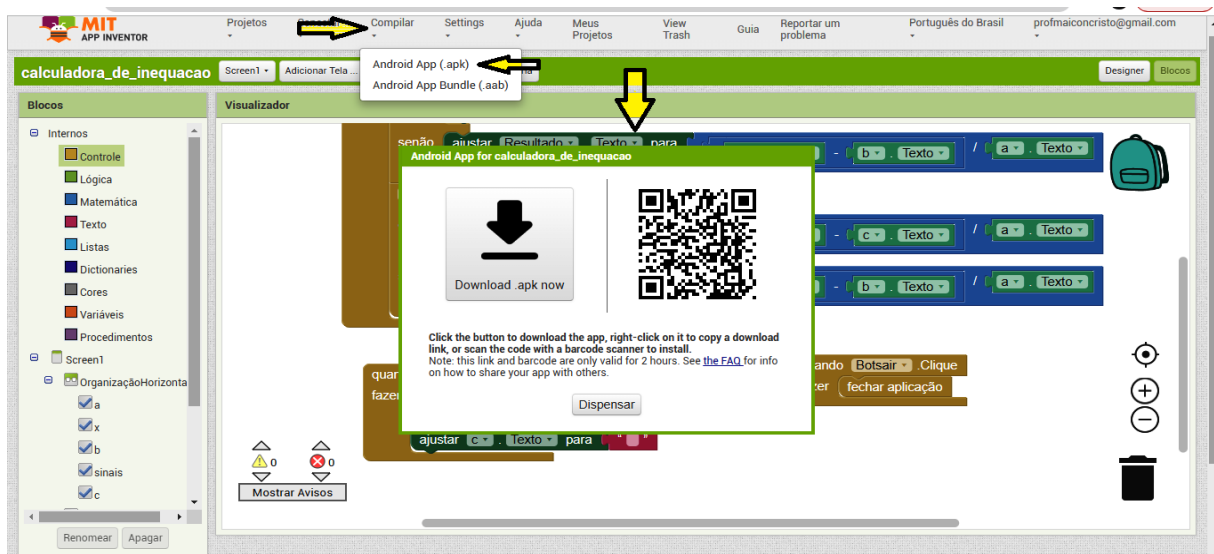 MIT
APP INVENTOR
Projetos
Conectar
Compilar
Settings
Ajuda
Meus
Projetos
View
Trash
Guia
Reportar um
problema
Português do Brasil
profmaiconcristo@gmail.com
calculadora_de_inequacao
Screen1
Adicionar Tela ...
Android App (.apk)
Android App Bundle (.aab)
Designer
Blocos
Blocos
Visualizador
Internos
Controle
Lógica
Matemática
Texto
Listas
Dictionaries
Cores
Variáveis
Procedimentos
Screen1
OrganizaçãoHorizonta
a
x
b
sinais
c
Renomear
Apagar
senão ajustar Resultado . Texto para
- b . Texto / a . Texto
- c . Texto / a . Texto
- b . Texto / a . Texto
Android App for calculadora_de_inequacao
Download .apk now
Click the button to download the app, right-click on it to copy a download
link, or scan the code with a barcode scanner to install.
Note: this link and barcode are only valid for 2 hours. See the FAQ for info
on how to share your app with others.
Dispensar
Botsair .Clique
fechar aplicação
ajustar c . Texto para " "
0
0
Mostrar Avisos